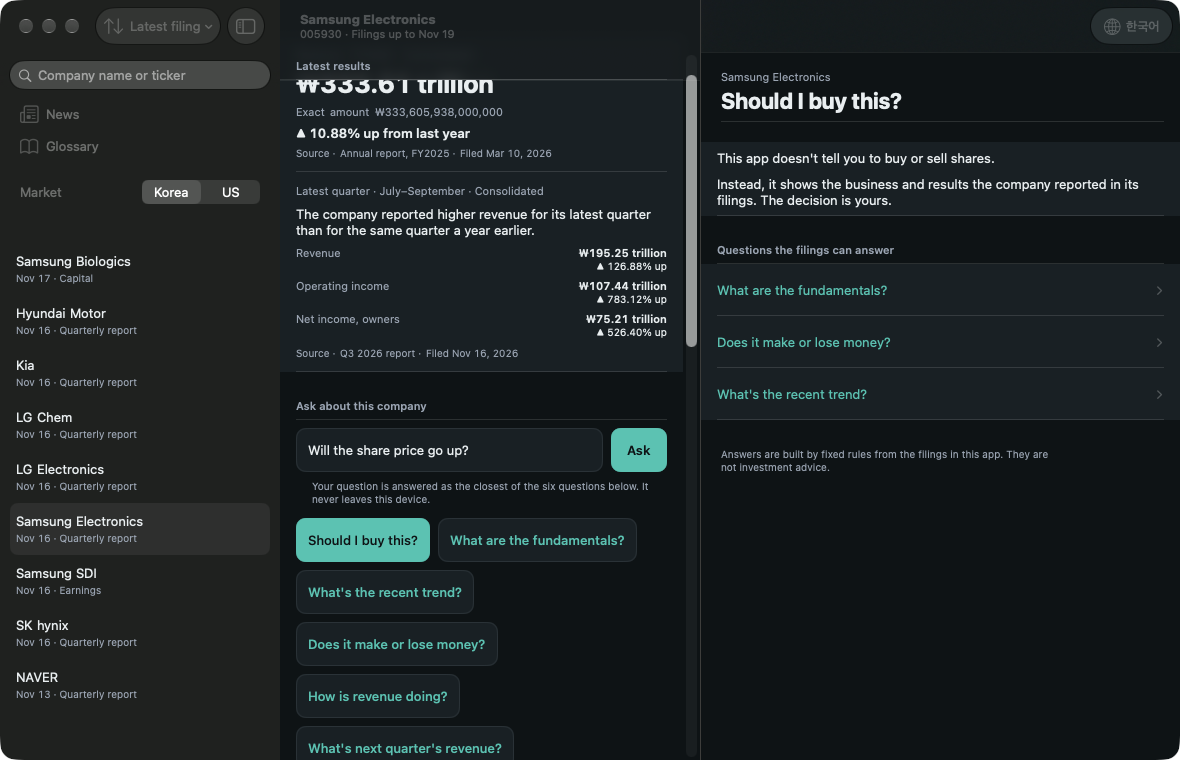 Latest filing
Company name or ticker
News
Glossary
Market
Korea
US
Samsung Biologics
Nov 17 · Capital
Hyundai Motor
Nov 16 · Quarterly report
Kia
Nov 16 · Quarterly report
LG Chem
Nov 16 · Quarterly report
LG Electronics
Nov 16 · Quarterly report
Samsung Electronics
Nov 16 · Quarterly report
Samsung SDI
Nov 16 · Earnings
SK hynix
Nov 16 · Quarterly report
NAVER
Nov 13 · Quarterly report
Samsung Electronics
005930 · Filings up to Nov 19
Latest results
₩333.61 trillion
Exact amount ₩333,605,938,000,000
▲ 10.88% up from last year
Source · Annual report, FY2025 · Filed Mar 10, 2026
Latest quarter · July–September · Consolidated
The company reported higher revenue for its latest quarter
than for the same quarter a year earlier.
Revenue
₩195.25 trillion
▲ 126.88% up
Operating income
₩107.44 trillion
▲ 783.12% up
Net income, owners
₩75.21 trillion
▲ 526.40% up
Source · Q3 2026 report · Filed Nov 16, 2026
Ask about this company
Will the share price go up?
Ask
Your question is answered as the closest of the six questions below. It
never leaves this device.
Should I buy this?
What are the fundamentals?
What's the recent trend?
Does it make or lose money?
How is revenue doing?
What's next quarter's revenue?
한국어
Samsung Electronics
Should I buy this?
This app doesn't tell you to buy or sell shares.
Instead, it shows the business and results the company reported in its
filings. The decision is yours.
Questions the filings can answer
What are the fundamentals?
Does it make or lose money?
What's the recent trend?
Answers are built by fixed rules from the filings in this app. They are
not investment advice.